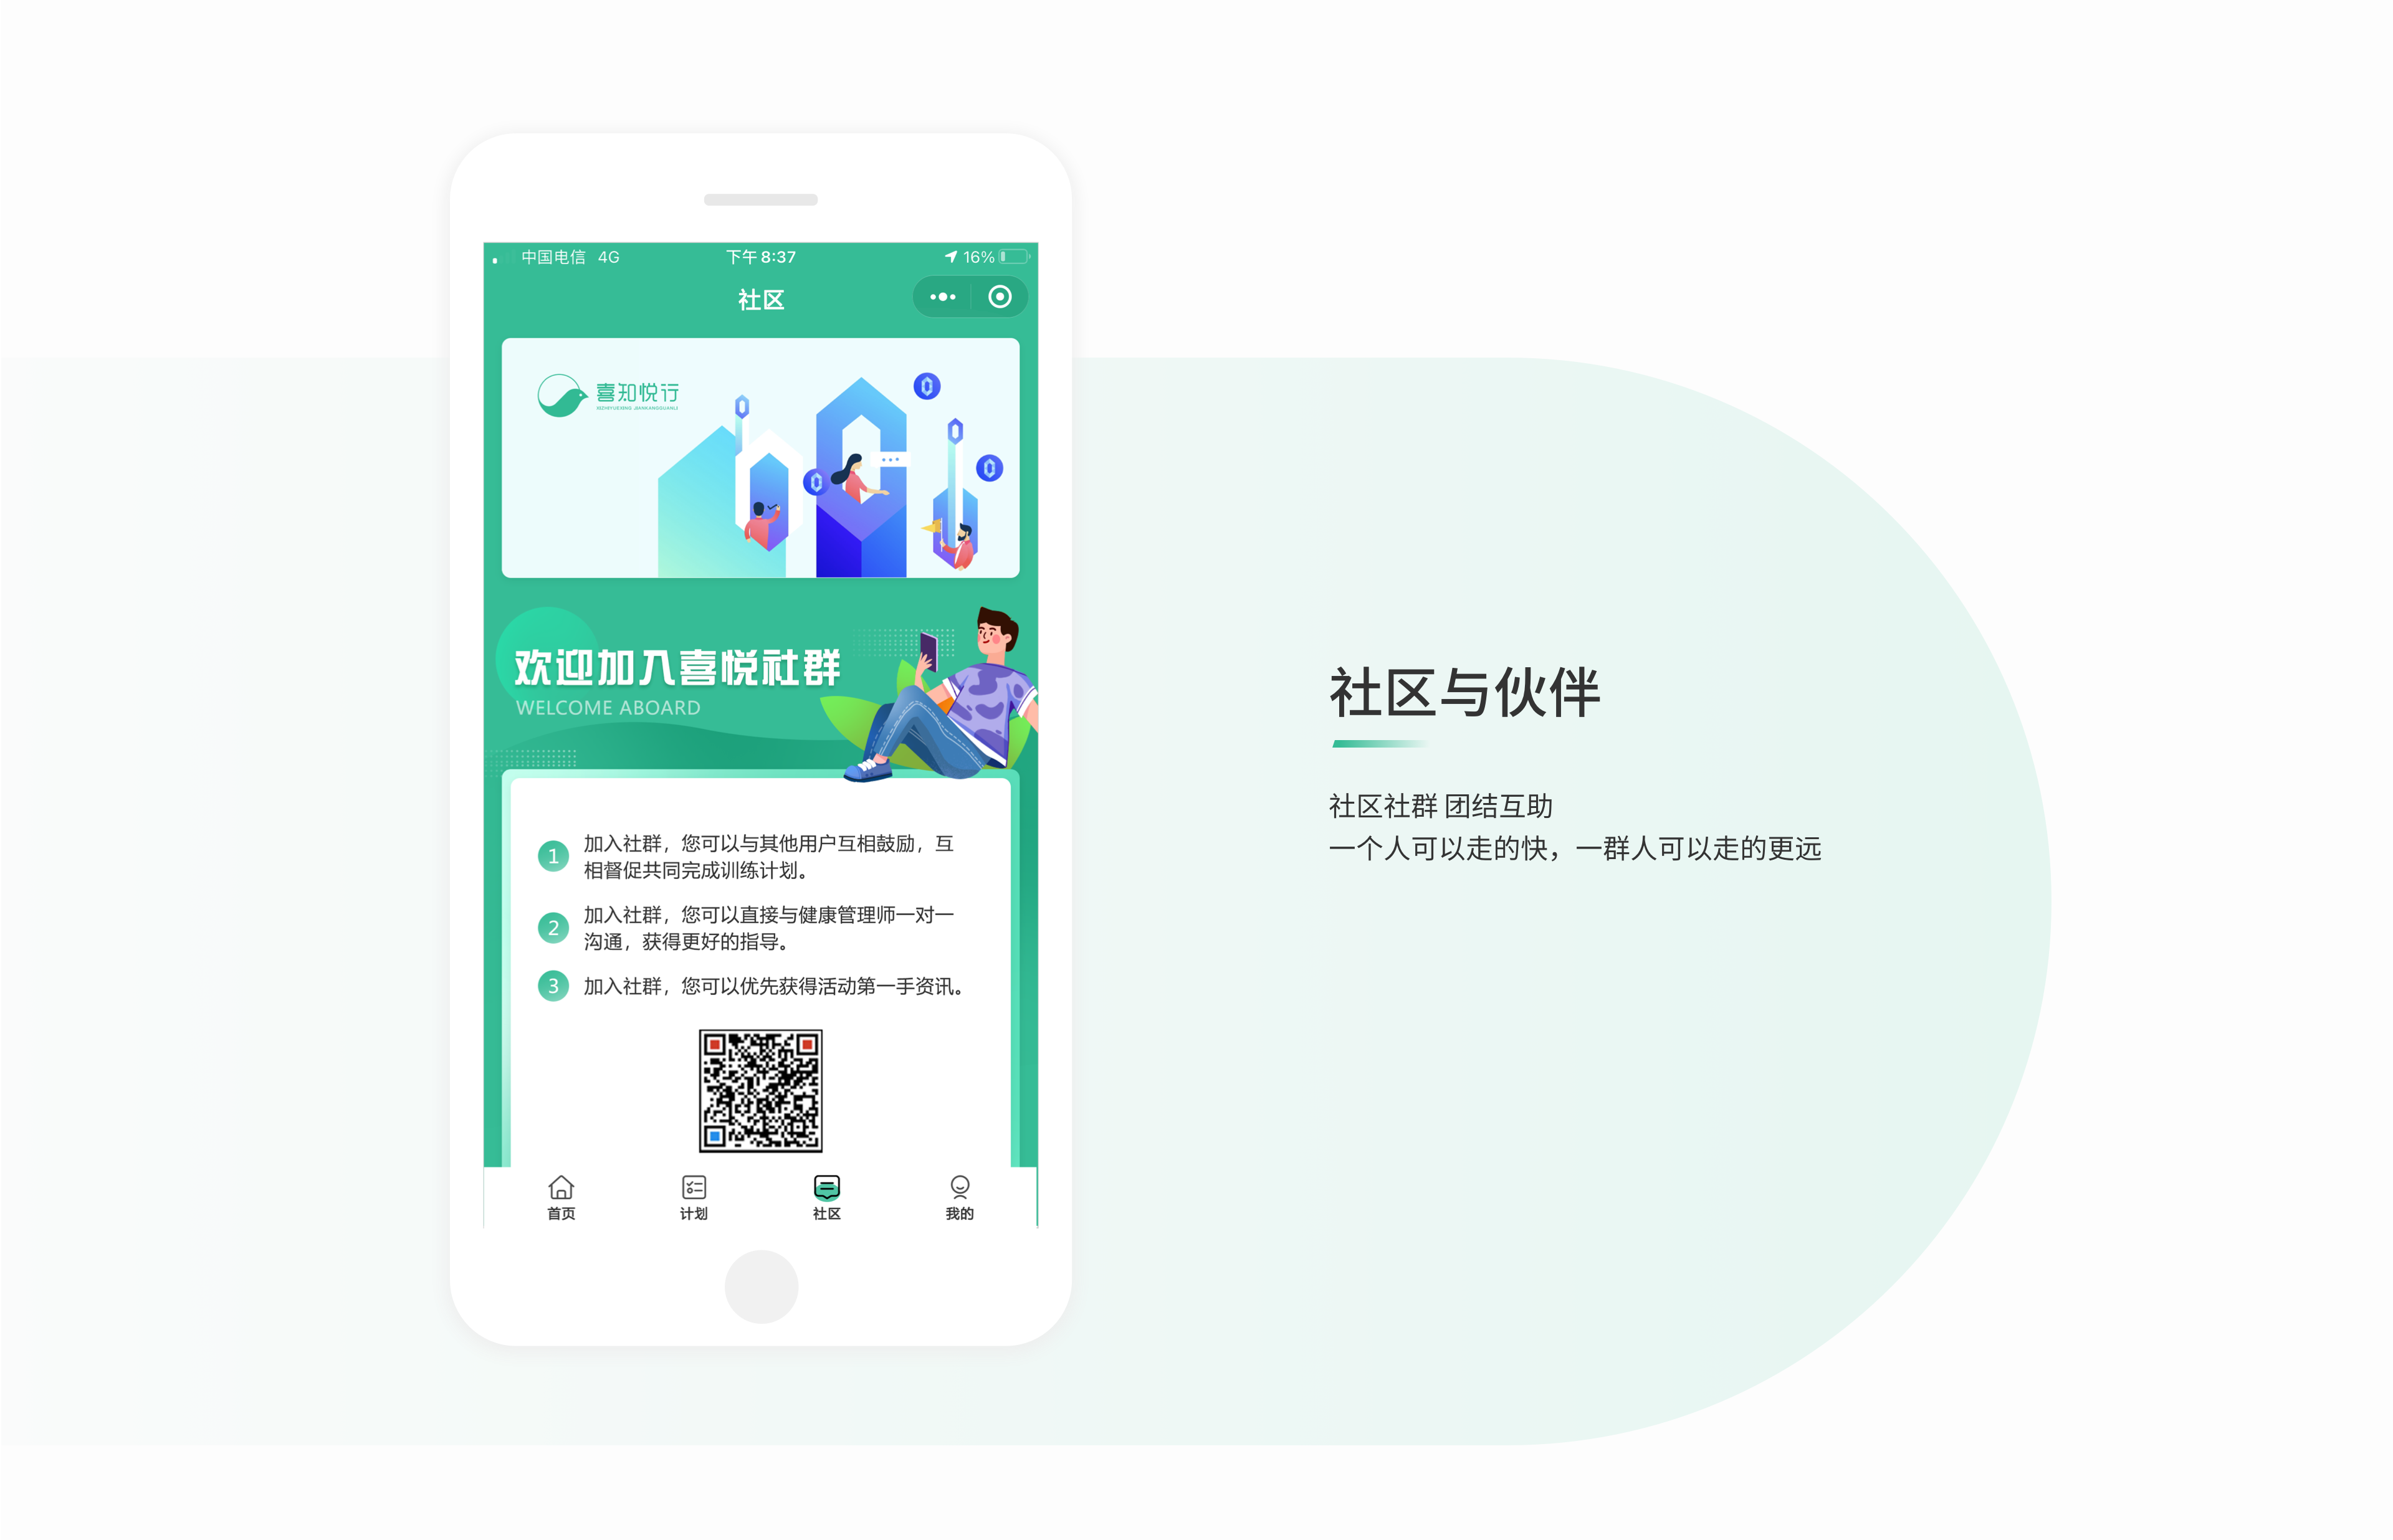 中国电信 4G 下午 8:37 16%
社区
喜知悦行
XIZHIYUEXING JIANKANGGUANLI
欢迎加入喜悦社群
WELCOME ABOARD
1 加入社群，您可以与其他用户互相鼓励，互
相督促共同完成训练计划。
2 加入社群，您可以直接与健康管理师一对一
沟通，获得更好的指导。
3 加入社群，您可以优先获得活动第一手资讯。
首页 计划 社区 我的
社区与伙伴
社区社群 团结互助
一个人可以走的快，一群人可以走的更远